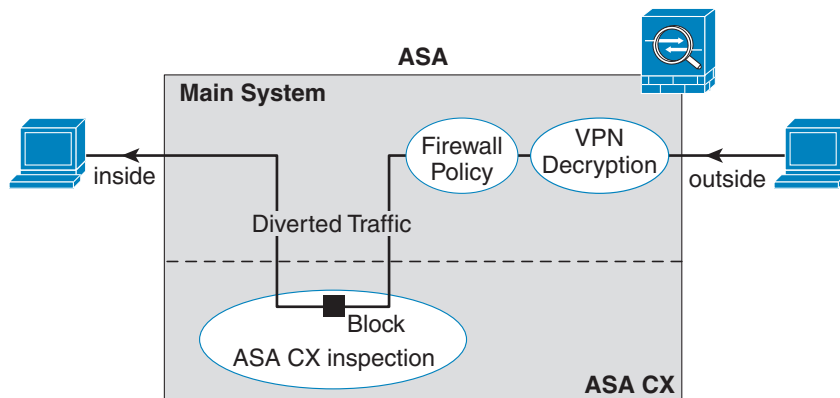 ASA
Main System
Firewall
Policy
VPN
Decryption
inside
outside
Diverted Traffic
Block
ASA CX inspection
ASA CX